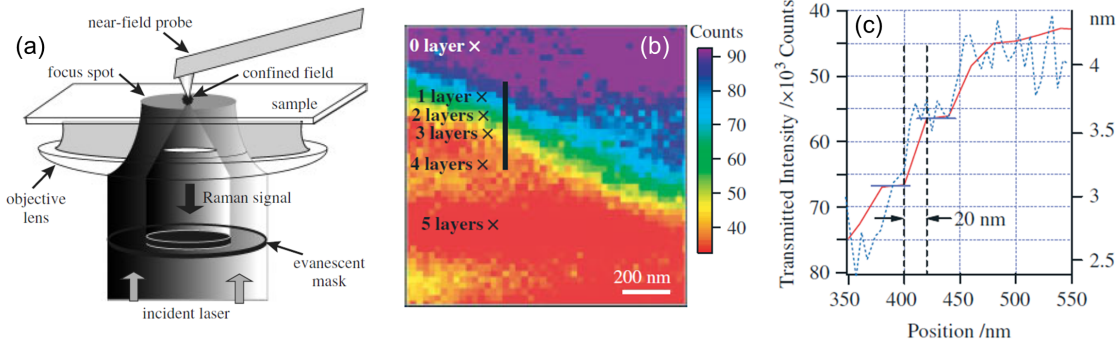 (a)
near-field probe
focus spot
confined field
sample
objective
lens
Raman signal
evanescent
mask
incident laser
(b)
0 layer ×
1 layer ×
2 layers ×
3 layers ×
4 layers ×
5 layers ×
200 nm
Counts
90
80
70
60
50
40
(c)
nm
Transmitted Intensity /×10³ Counts
40
50
60
70
80
4
3.5
3
2.5
20 nm
350 400 450 500 550
Position /nm